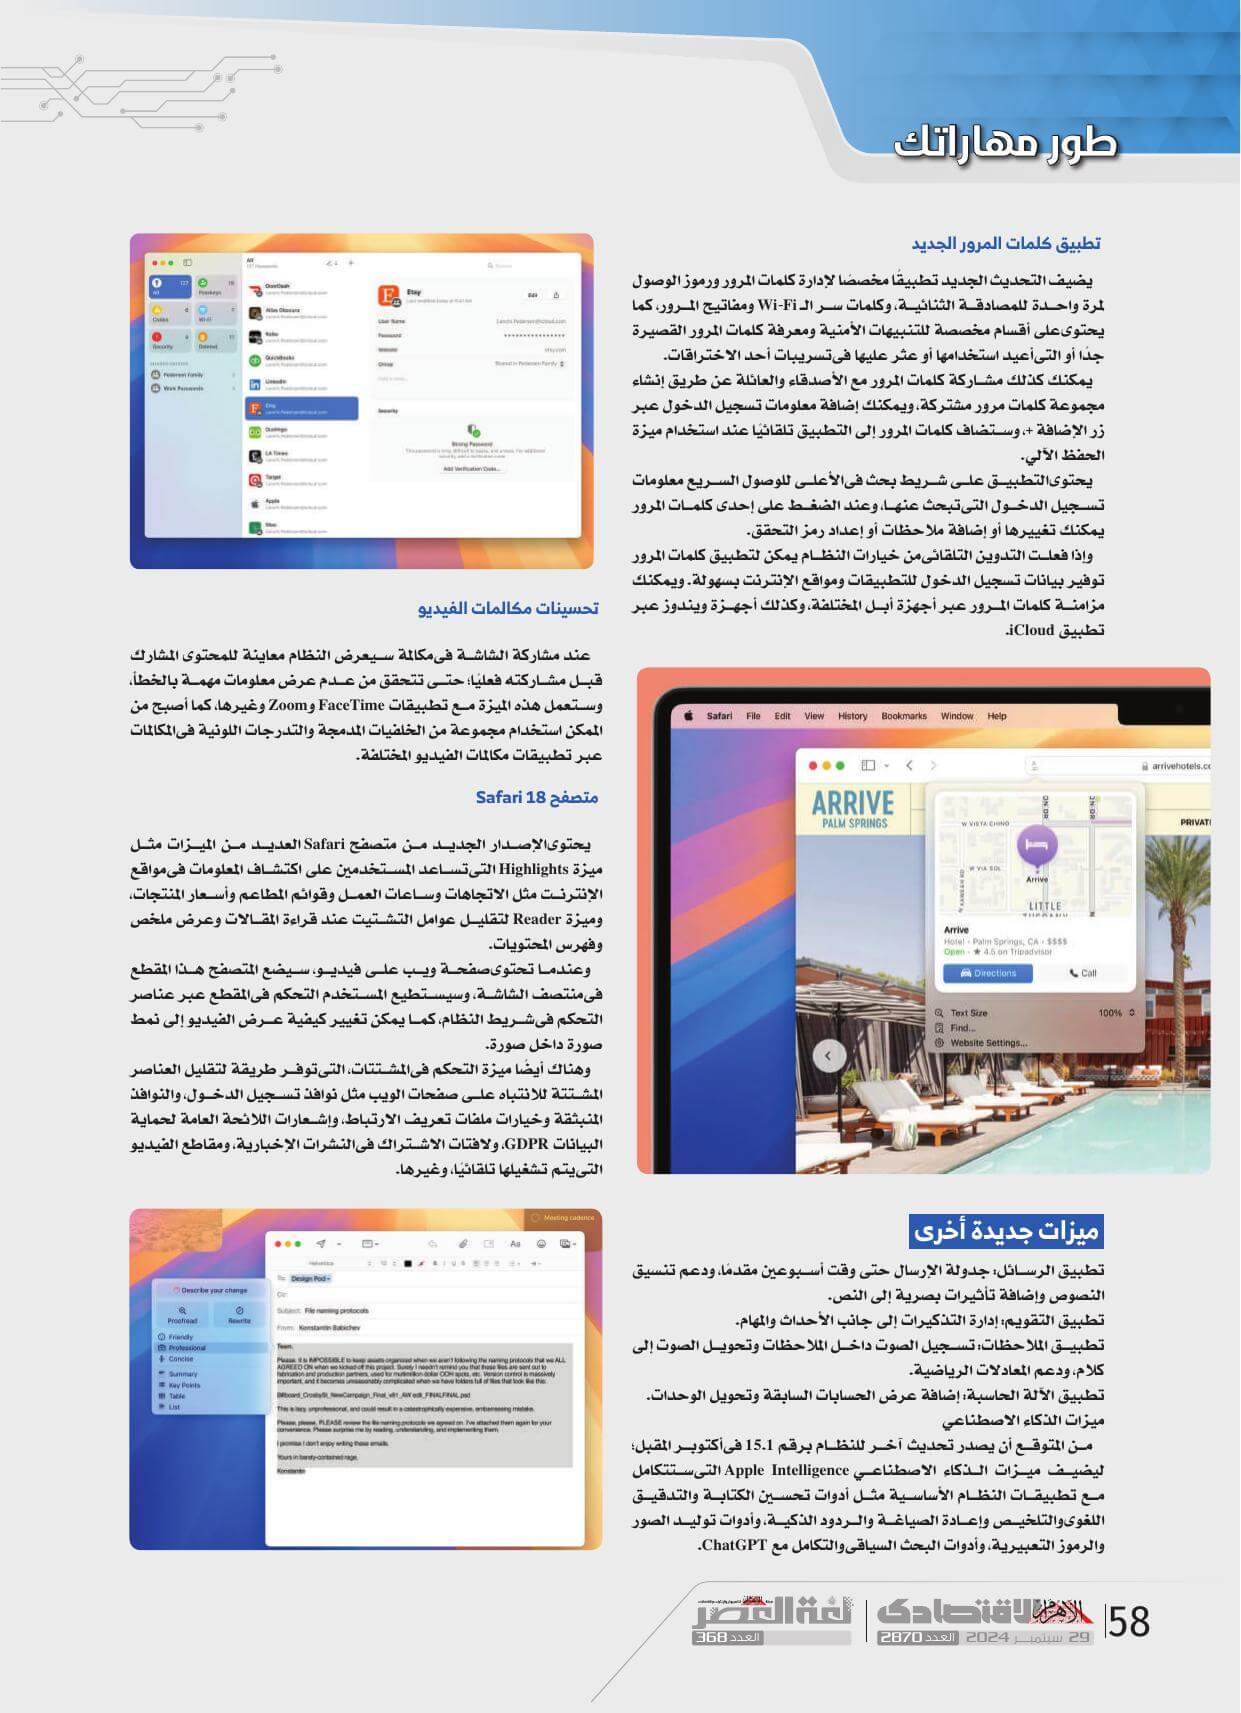 طور مهاراتك
تطبيق كلمات المرور الجديد
يضيف التحديث الجديد تطبيقًا مخصصًا لإدارة كلمات المرور ورموز الوصول
لمرة واحدة للمصادقة الثنائية، وكلمات سر الـ Wi-Fi ومفاتيح المرور، كما
يحتوى على أقسام مخصصة للتنبيهات الأمنية ومعرفة كلمات المرور القصيرة
جدًا أو التى أعيد استخدامها أو عثر عليها فى تسريبات أحد الاختراقات.
يمكنك كذلك مشاركة كلمات المرور مع الأصدقاء والعائلة عن طريق إنشاء
مجموعة كلمات مرور مشتركة، ويمكنك إضافة معلومات تسجيل الدخول عبر
زر الإضافة +، وستضاف كلمات المرور إلى التطبيق تلقائيًا عند استخدام ميزة
الحفظ الآلي.
يحتوى التطبيق على شريط بحث فى الأعلى للوصول السريع معلومات
تسجيل الدخول التى تبحث عنها، وعند الضغط على إحدى كلمات المرور
يمكنك تغييرها أو إضافة ملاحظات أو إعداد رمز التحقق.
وإذا فعلت التدوين التلقائى من خيارات النظام يمكن لتطبيق كلمات المرور
توفير بيانات تسجيل الدخول للتطبيقات ومواقع الإنترنت بسهولة. ويمكنك
مزامنة كلمات المرور عبر أجهزة أبل المختلفة، وكذلك أجهزة ويندوز عبر
تطبيق iCloud.
Safari File Edit View History Bookmarks Window Help
arrivehotels.co
ARRIVE
PALM SPRINGS
PRIVAT
W VISTA CHINO
W VIA SOL
Arrive
LITTLE
TUSCANY
Arrive
Hotel · Palm Springs, CA · $$$$
Open · ★ 4.5 on Tripadvisor
Directions
Call
Text Size 100%
Find...
Website Settings...
ميزات جديدة أخرى
تطبيق الرسائل: جدولة الإرسال حتى وقت أسبوعين مقدمًا، ودعم تنسيق
النصوص وإضافة تأثيرات بصرية إلى النص.
تطبيق التقويم: إدارة التذكيرات إلى جانب الأحداث والمهام.
تطبيق الملاحظات: تسجيل الصوت داخل الملاحظات وتحويل الصوت إلى
كلام، ودعم المعادلات الرياضية.
تطبيق الآلة الحاسبة: إضافة عرض الحسابات السابقة وتحويل الوحدات.
ميزات الذكاء الاصطناعي
من المتوقع أن يصدر تحديث آخر للنظام برقم 15.1 فى أكتوبر المقبل؛
ليضيف ميزات الذكاء الاصطناعي Apple Intelligence التى ستتكامل
مع تطبيقات النظام الأساسية مثل أدوات تحسين الكتابة والتدقيق
اللغوى والتلخيص وإعادة الصياغة والردود الذكية، وأدوات توليد الصور
والرموز التعبيرية، وأدوات البحث السياقى والتكامل مع ChatGPT.
All
Passkeys
Codes
Wi-Fi
Security
Deleted
Pedersen Family
Work Passwords
DoorDash
Atlas Obscura
Kobo
QuickBooks
LinkedIn
Etsy
Duolingo
LA Times
Target
Apple
Etsy
Edit
User Name
Password
Website etsy.com
Group Shared in Pedersen Family
Security
Strong Password
Add Verification Code...
تحسينات مكالمات الفيديو
عند مشاركة الشاشة فى مكالمة سيعرض النظام معاينة للمحتوى المشارك
قبل مشاركته فعليًا؛ حتى تتحقق من عدم عرض معلومات مهمة بالخطأ،
وستعمل هذه الميزة مع تطبيقات FaceTime وZoom وغيرها، كما أصبح من
الممكن استخدام مجموعة من الخلفيات المدمجة والتدرجات اللونية فى المكالمات
عبر تطبيقات مكالمات الفيديو المختلفة.
متصفح Safari 18
يحتوى الإصدار الجديد من متصفح Safari العديد من الميزات مثل
ميزة Highlights التى تساعد المستخدمين على اكتشاف المعلومات فى مواقع
الإنترنت مثل الاتجاهات وساعات العمل وقوائم المطاعم وأسعار المنتجات،
وميزة Reader لتقليل عوامل التشتيت عند قراءة المقالات وعرض ملخص
وفهرس المحتويات.
وعندما تحتوى صفحة ويب على فيديو، سيضع المتصفح هذا المقطع
فى منتصف الشاشة، وسيستطيع المستخدم التحكم فى المقطع عبر عناصر
التحكم فى شريط النظام، كما يمكن تغيير كيفية عرض الفيديو إلى نمط
صورة داخل صورة.
وهناك أيضًا ميزة التحكم فى المشتتات، التى توفر طريقة لتقليل العناصر
المشتتة للانتباه على صفحات الويب مثل نوافذ تسجيل الدخول، والنوافذ
المنبثقة وخيارات ملفات تعريف الارتباط، وإشعارات اللائحة العامة لحماية
البيانات GDPR، ولافتات الاشتراك فى النشرات الإخبارية، ومقاطع الفيديو
التى يتم تشغيلها تلقائيًا، وغيرها.
Meeting cadence
Helvetica
To: Design Pod
Cc:
Subject: File naming protocols
From: Konstantin Babichev
Describe your change
Proofread Rewrite
Friendly
Professional
Concise
Summary
Key Points
Table
List
Team,
Please. It is IMPOSSIBLE to keep assets organized when we aren't following the naming protocols that we ALL
AGREED ON when we kicked off this project. Surely I needn't remind you that these files are sent out to
fabrication and production partners, used for multimillion-dollar OOH spots, etc. Version control is massively
important, and it becomes unreasonably complicated when we have folders full of files that look like this:
Billboard_CrosbySt_NewCampaign_Final_v81_AW edit_FINALFINAL.psd
This is lazy, unprofessional, and could result in a catastrophically expensive, embarrassing mistake.
Please, please, PLEASE review the file naming protocols we agreed on. I've attached them again for your
convenience. Please surprise me by reading, understanding, and implementing them.
I promise I don't enjoy writing these emails.
Yours in barely-contained rage,
Konstantin
58
الأهرام الاقتصادى
29 سبتمبر 2024 العدد 2870
لغة العصر
العدد 368